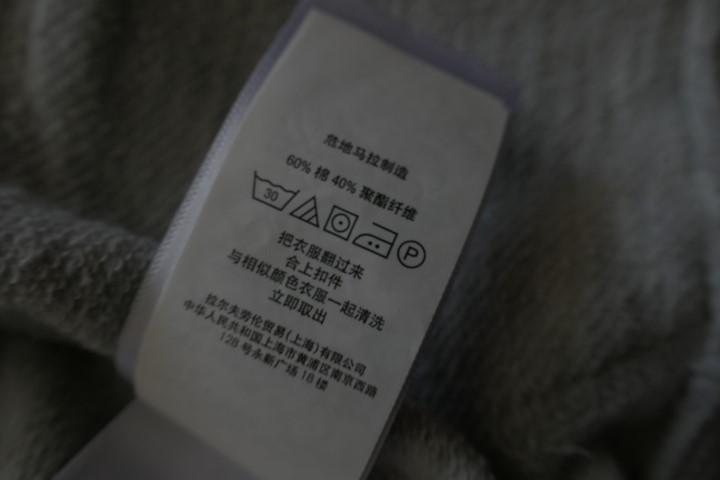 危地马拉制造
60% 棉 40% 聚酯纤维
30 P
把衣服翻过来
合上扣件
与相似颜色衣服一起清洗
立即取出
拉尔夫劳伦贸易(上海)有限公司
中华人民共和国上海市黄浦区南京西路
128 号永新广场 18 楼